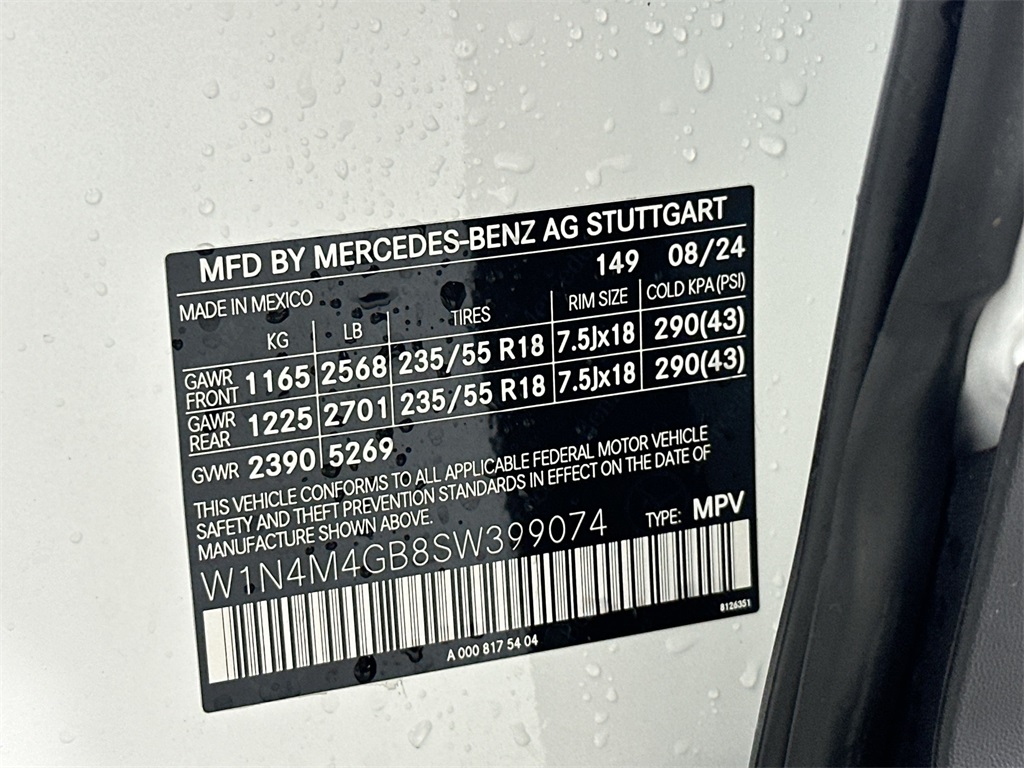 MFD BY MERCEDES-BENZ AG STUTTGART
149 08/24
MADE IN MEXICO
KG LB TIRES RIM SIZE COLD KPA (PSI)
GAWR FRONT 1165 2568 235/55 R18 7.5Jx18 290(43)
GAWR REAR 1225 2701 235/55 R18 7.5Jx18 290(43)
GVWR 2390 5269
THIS VEHICLE CONFORMS TO ALL APPLICABLE FEDERAL MOTOR VEHICLE
SAFETY AND THEFT PREVENTION STANDARDS IN EFFECT ON THE DATE OF
MANUFACTURE SHOWN ABOVE.
W1N4M4GB8SW399074 TYPE: MPV
A 000 817 54 04
8126351